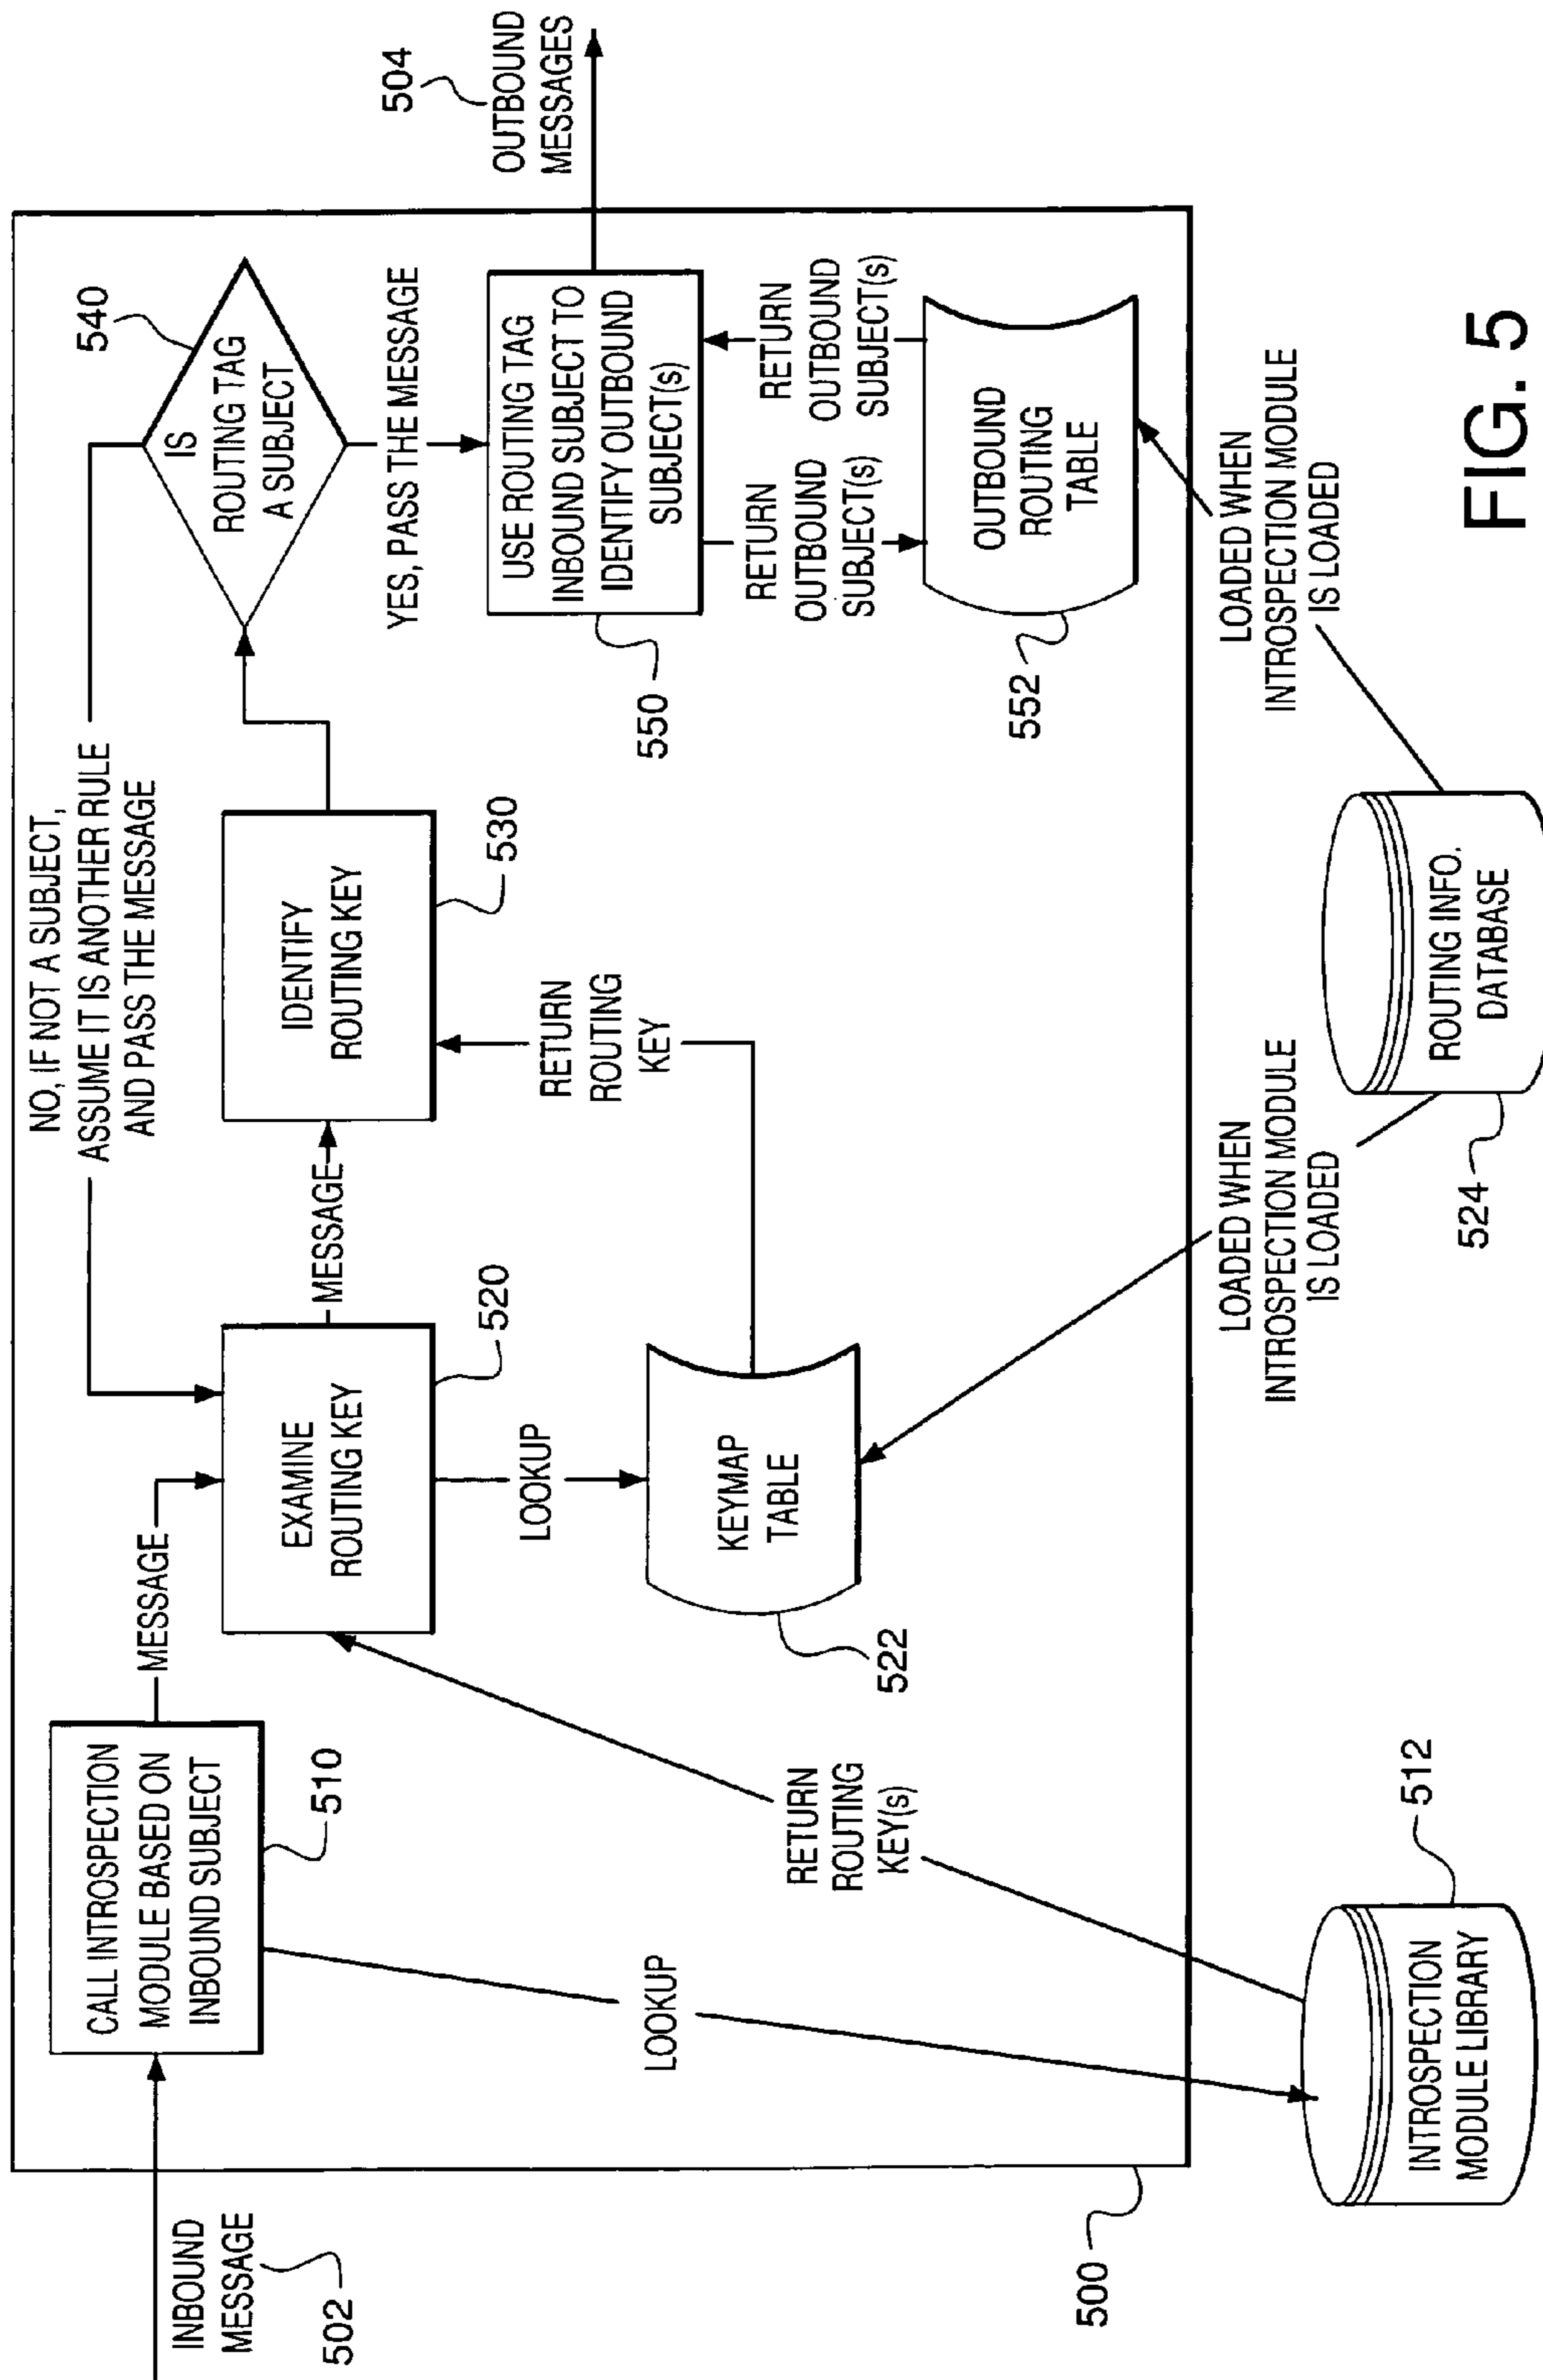 INBOUND
MESSAGE
502
500
CALL INTROSPECTION
MODULE BASED ON
INBOUND SUBJECT
510
MESSAGE
LOOKUP
INTROSPECTION
MODULE LIBRARY
512
RETURN
ROUTING
KEY(s)
EXAMINE
ROUTING KEY
520
LOOKUP
KEYMAP
TABLE
522
MESSAGE
IDENTIFY
ROUTING KEY
530
RETURN
ROUTING
KEY
NO, IF NOT A SUBJECT,
ASSUME IT IS ANOTHER RULE
AND PASS THE MESSAGE
IS
ROUTING TAG
A SUBJECT
540
YES, PASS THE MESSAGE
USE ROUTING TAG
INBOUND SUBJECT TO
IDENTIFY OUTBOUND
SUBJECT(s)
550
RETURN
OUTBOUND
SUBJECT(s)
RETURN
OUTBOUND
SUBJECT(s)
OUTBOUND
ROUTING
TABLE
552
504
OUTBOUND
MESSAGES
LOADED WHEN
INTROSPECTION MODULE
IS LOADED
LOADED WHEN
INTROSPECTION MODULE
IS LOADED
ROUTING INFO.
DATABASE
524
FIG. 5